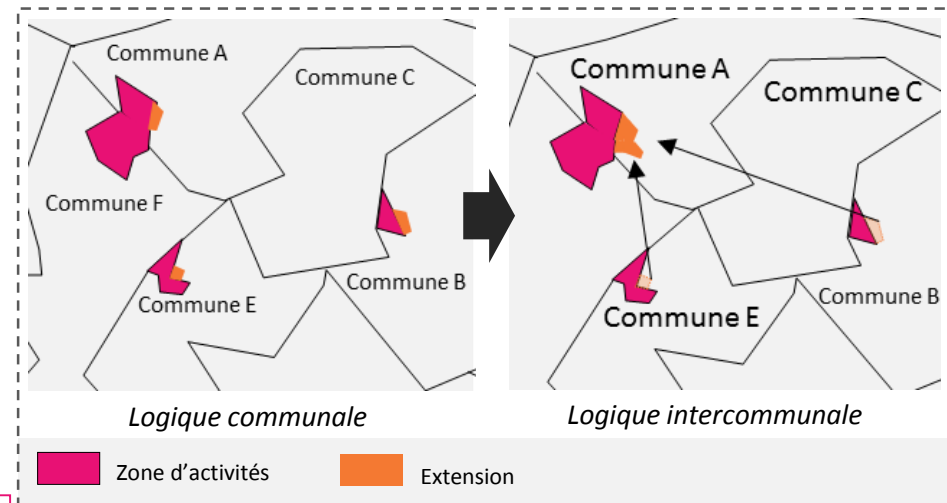 Commune A
Commune C
Commune F
Commune B
Commune E
Logique communale
Commune A
Commune C
Commune B
Commune E
Logique intercommunale
Zone d'activités
Extension